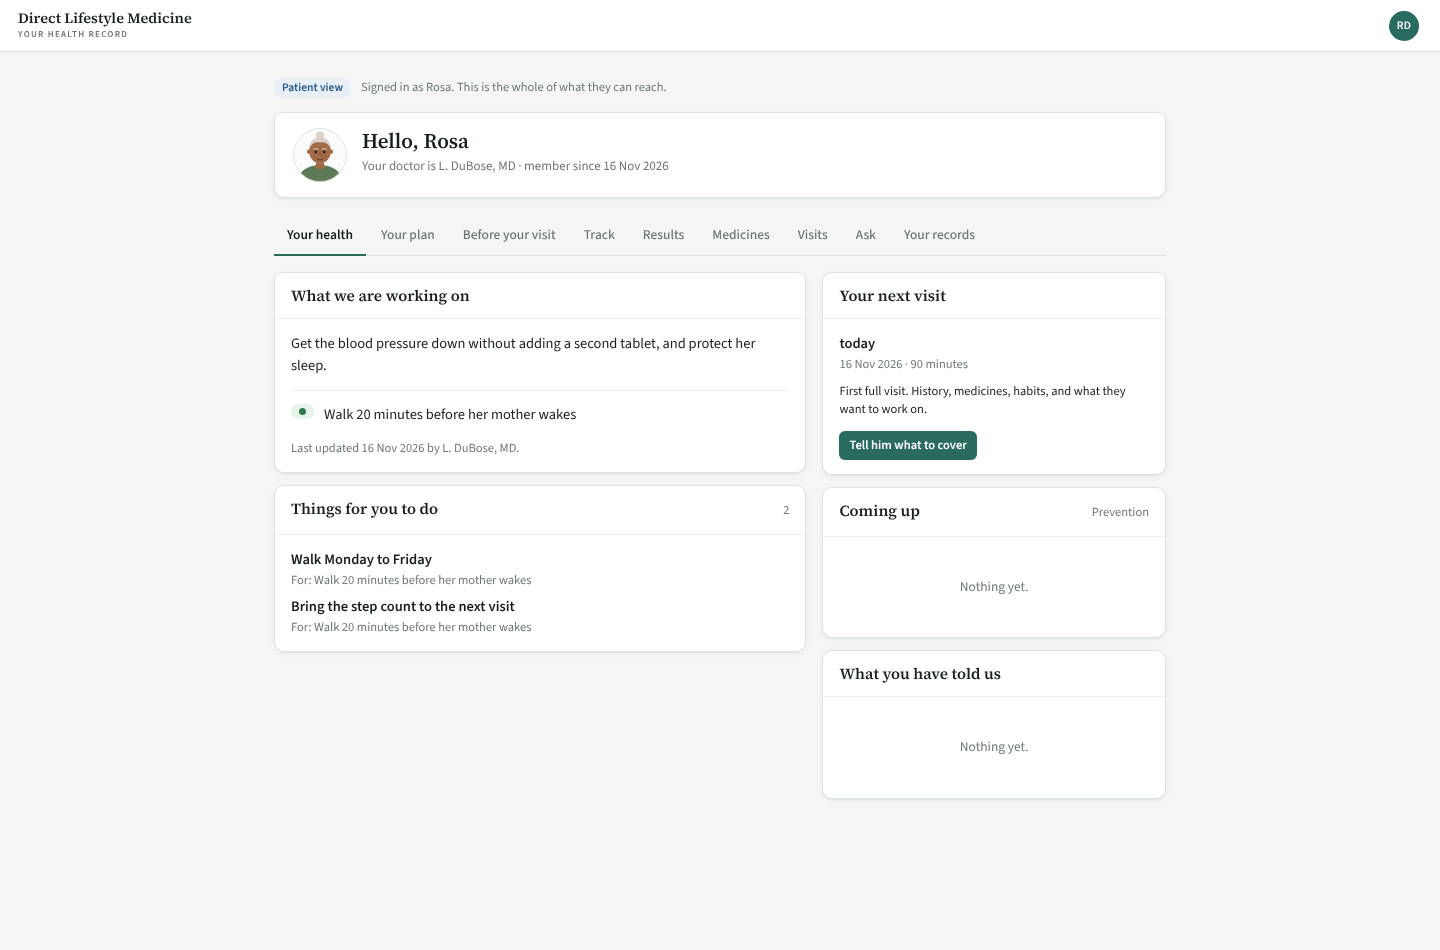 Direct Lifestyle Medicine
YOUR HEALTH RECORD
RD
Patient view
Signed in as Rosa. This is the whole of what they can reach.
Hello, Rosa
Your doctor is L. DuBose, MD · member since 16 Nov 2026
Your health
Your plan
Before your visit
Track
Results
Medicines
Visits
Ask
Your records
What we are working on
Get the blood pressure down without adding a second tablet, and protect her
sleep.
Walk 20 minutes before her mother wakes
Last updated 16 Nov 2026 by L. DuBose, MD.
Things for you to do
2
Walk Monday to Friday
For: Walk 20 minutes before her mother wakes
Bring the step count to the next visit
For: Walk 20 minutes before her mother wakes
Your next visit
today
16 Nov 2026 · 90 minutes
First full visit. History, medicines, habits, and what they
want to work on.
Tell him what to cover
Coming up
Prevention
Nothing yet.
What you have told us
Nothing yet.